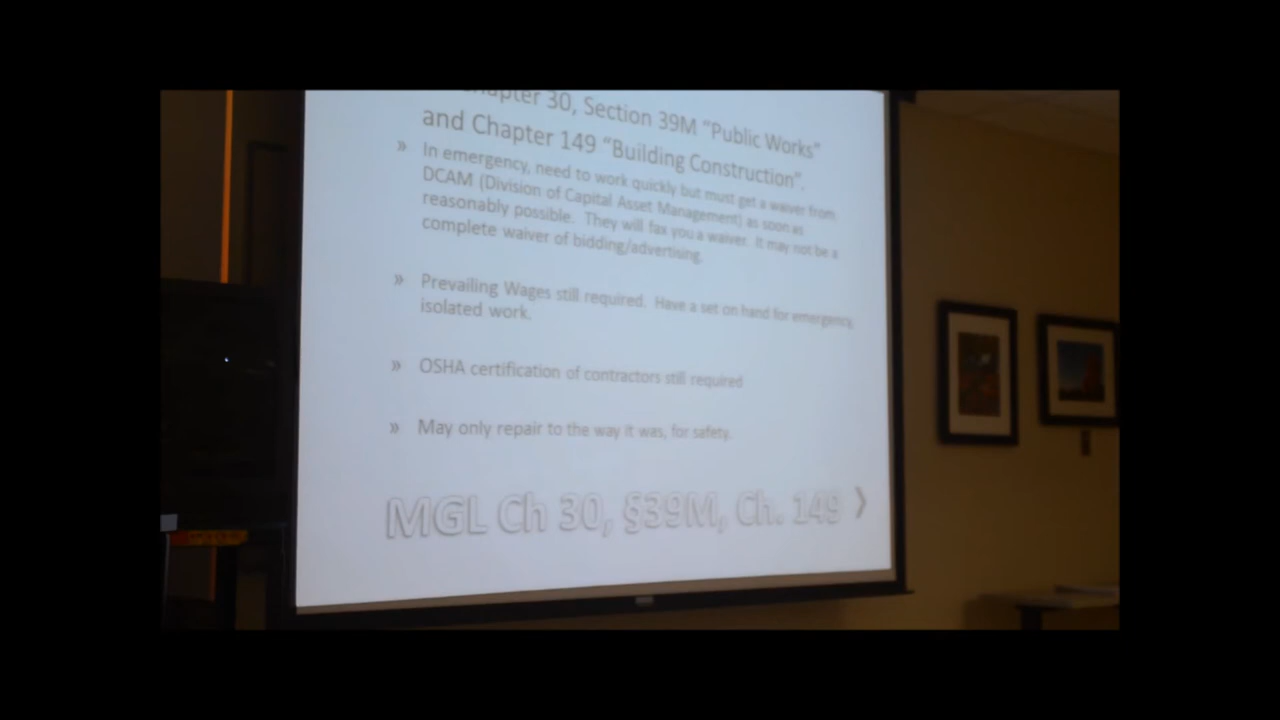 Chapter 30, Section 39M “Public Works”
and Chapter 149 “Building Construction”.
» In emergency, need to work quickly but must get a waiver from
DCAM (Division of Capital Asset Management) as soon as
reasonably possible. They will fax you a waiver. It may not be a
complete waiver of bidding/advertising.
» Prevailing Wages still required. Have a set on hand for emergency,
isolated work.
» OSHA certification of contractors still required
» May only repair to the way it was, for safety.
MGL Ch 30, §39M, Ch. 149 ⟩